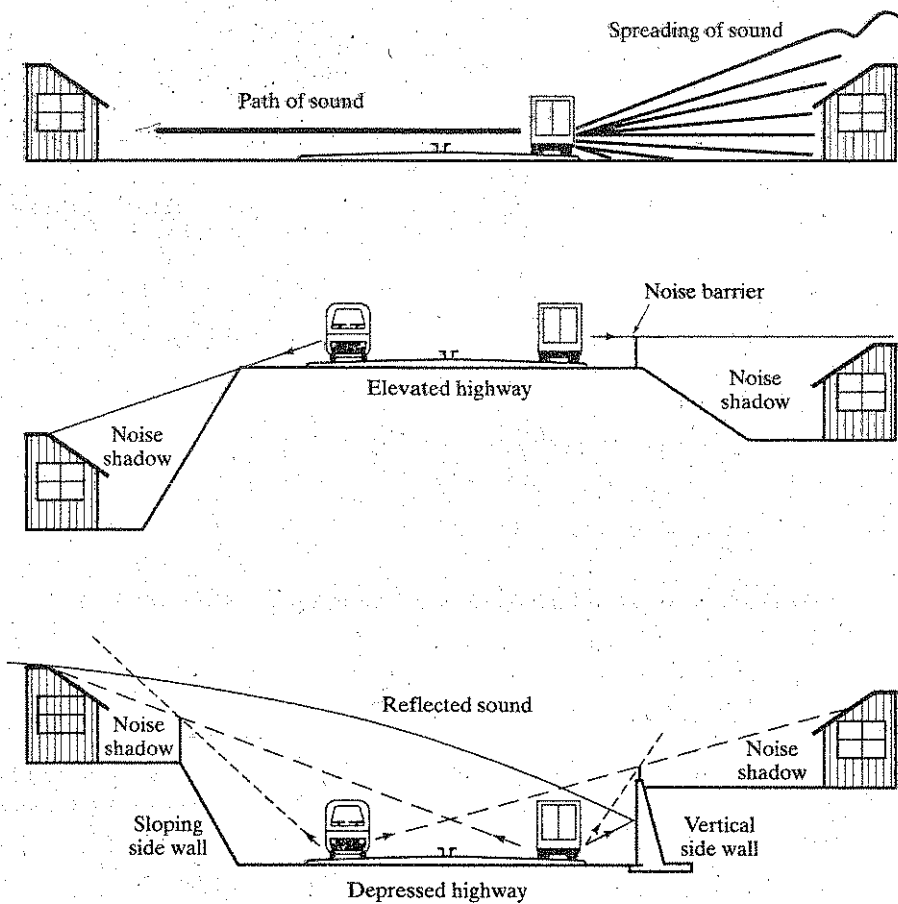 Spreading of sound
Path of sound
Noise barrier
Elevated highway
Noise
shadow
Noise
shadow
Reflected sound
Noise
shadow
Noise
shadow
Sloping
side wall
Vertical
side wall
Depressed highway